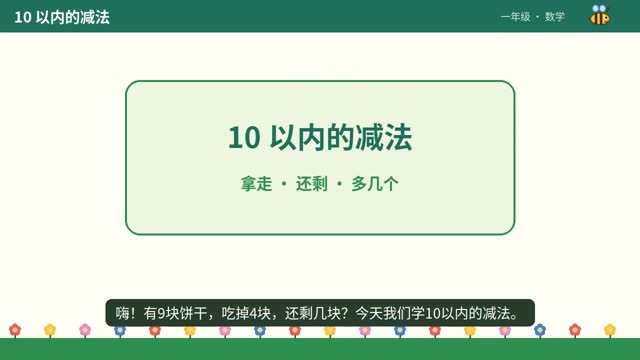 10 以内的减法
一年级 · 数学
10 以内的减法
拿走 · 还剩 · 多几个
嗨！有9块饼干，吃掉4块，还剩几块？今天我们学10以内的减法。